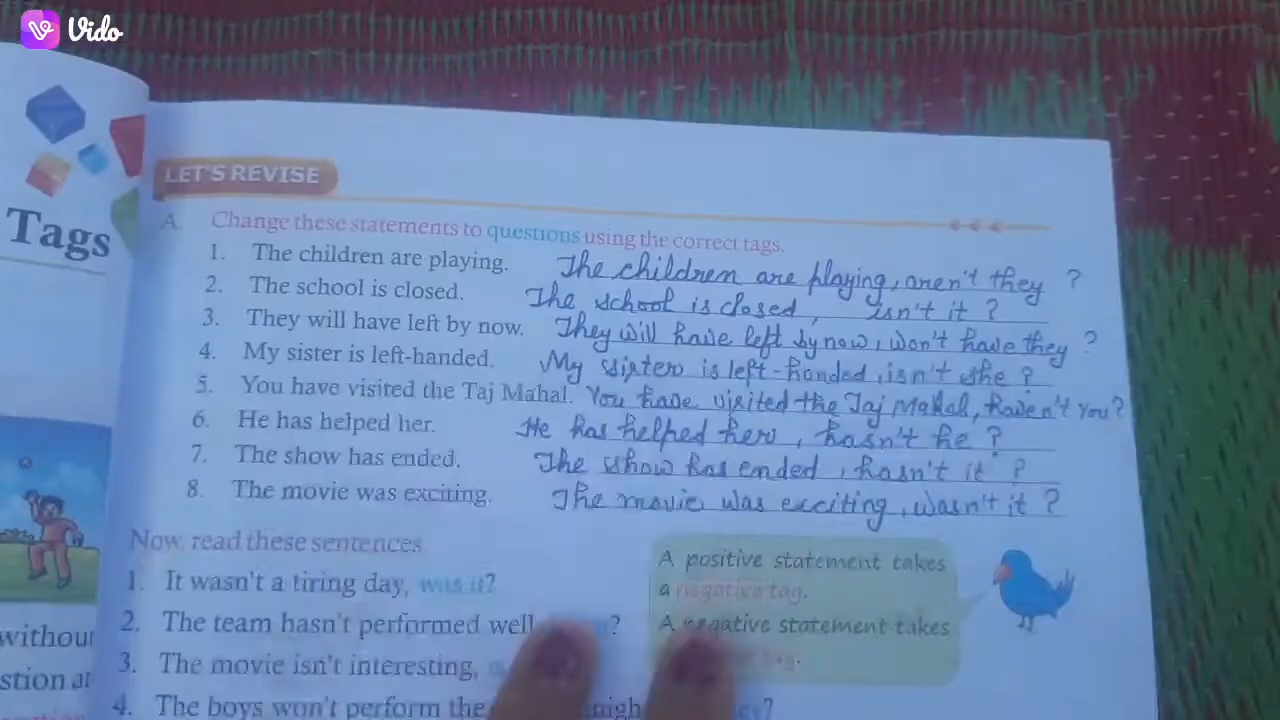 Vido
Tags
LET'S REVISE
A. Change these statements to questions using the correct tags.
1. The children are playing. The children are playing, aren't they ?
2. The school is closed. The school is closed, isn't it ?
3. They will have left by now. They will have left by now, won't have they ?
4. My sister is left-handed. My sister is left-handed, isn't she ?
5. You have visited the Taj Mahal. You have visited the Taj Mahal, haven't you?
6. He has helped her. He has helped her, hasn't he ?
7. The show has ended. The show has ended, hasn't it ?
8. The movie was exciting. The movie was exciting, wasn't it ?
Now, read these sentences
1. It wasn't a tiring day, was it?
2. The team hasn't performed well ?
3. The movie isn't interesting,
4. The boys won't perform the ?
A positive statement takes
a negative tag.
A negative statement takes
tag.
without